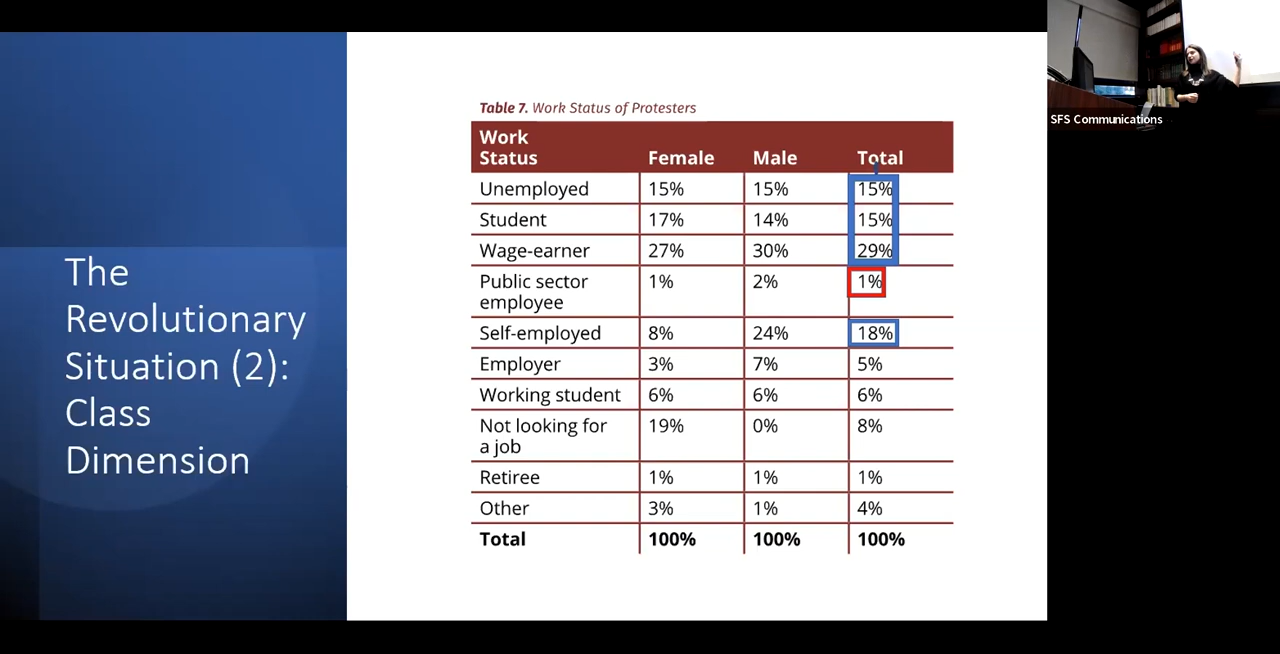 The
Revolutionary
Situation (2):
Class
Dimension
Table 7. Work Status of Protesters
Work
Status Female Male Total
Unemployed 15% 15% 15%
Student 17% 14% 15%
Wage-earner 27% 30% 29%
Public sector 1% 2% 1%
employee
Self-employed 8% 24% 18%
Employer 3% 7% 5%
Working student 6% 6% 6%
Not looking for 19% 0% 8%
a job
Retiree 1% 1% 1%
Other 3% 1% 4%
Total 100% 100% 100%
SFS Communications